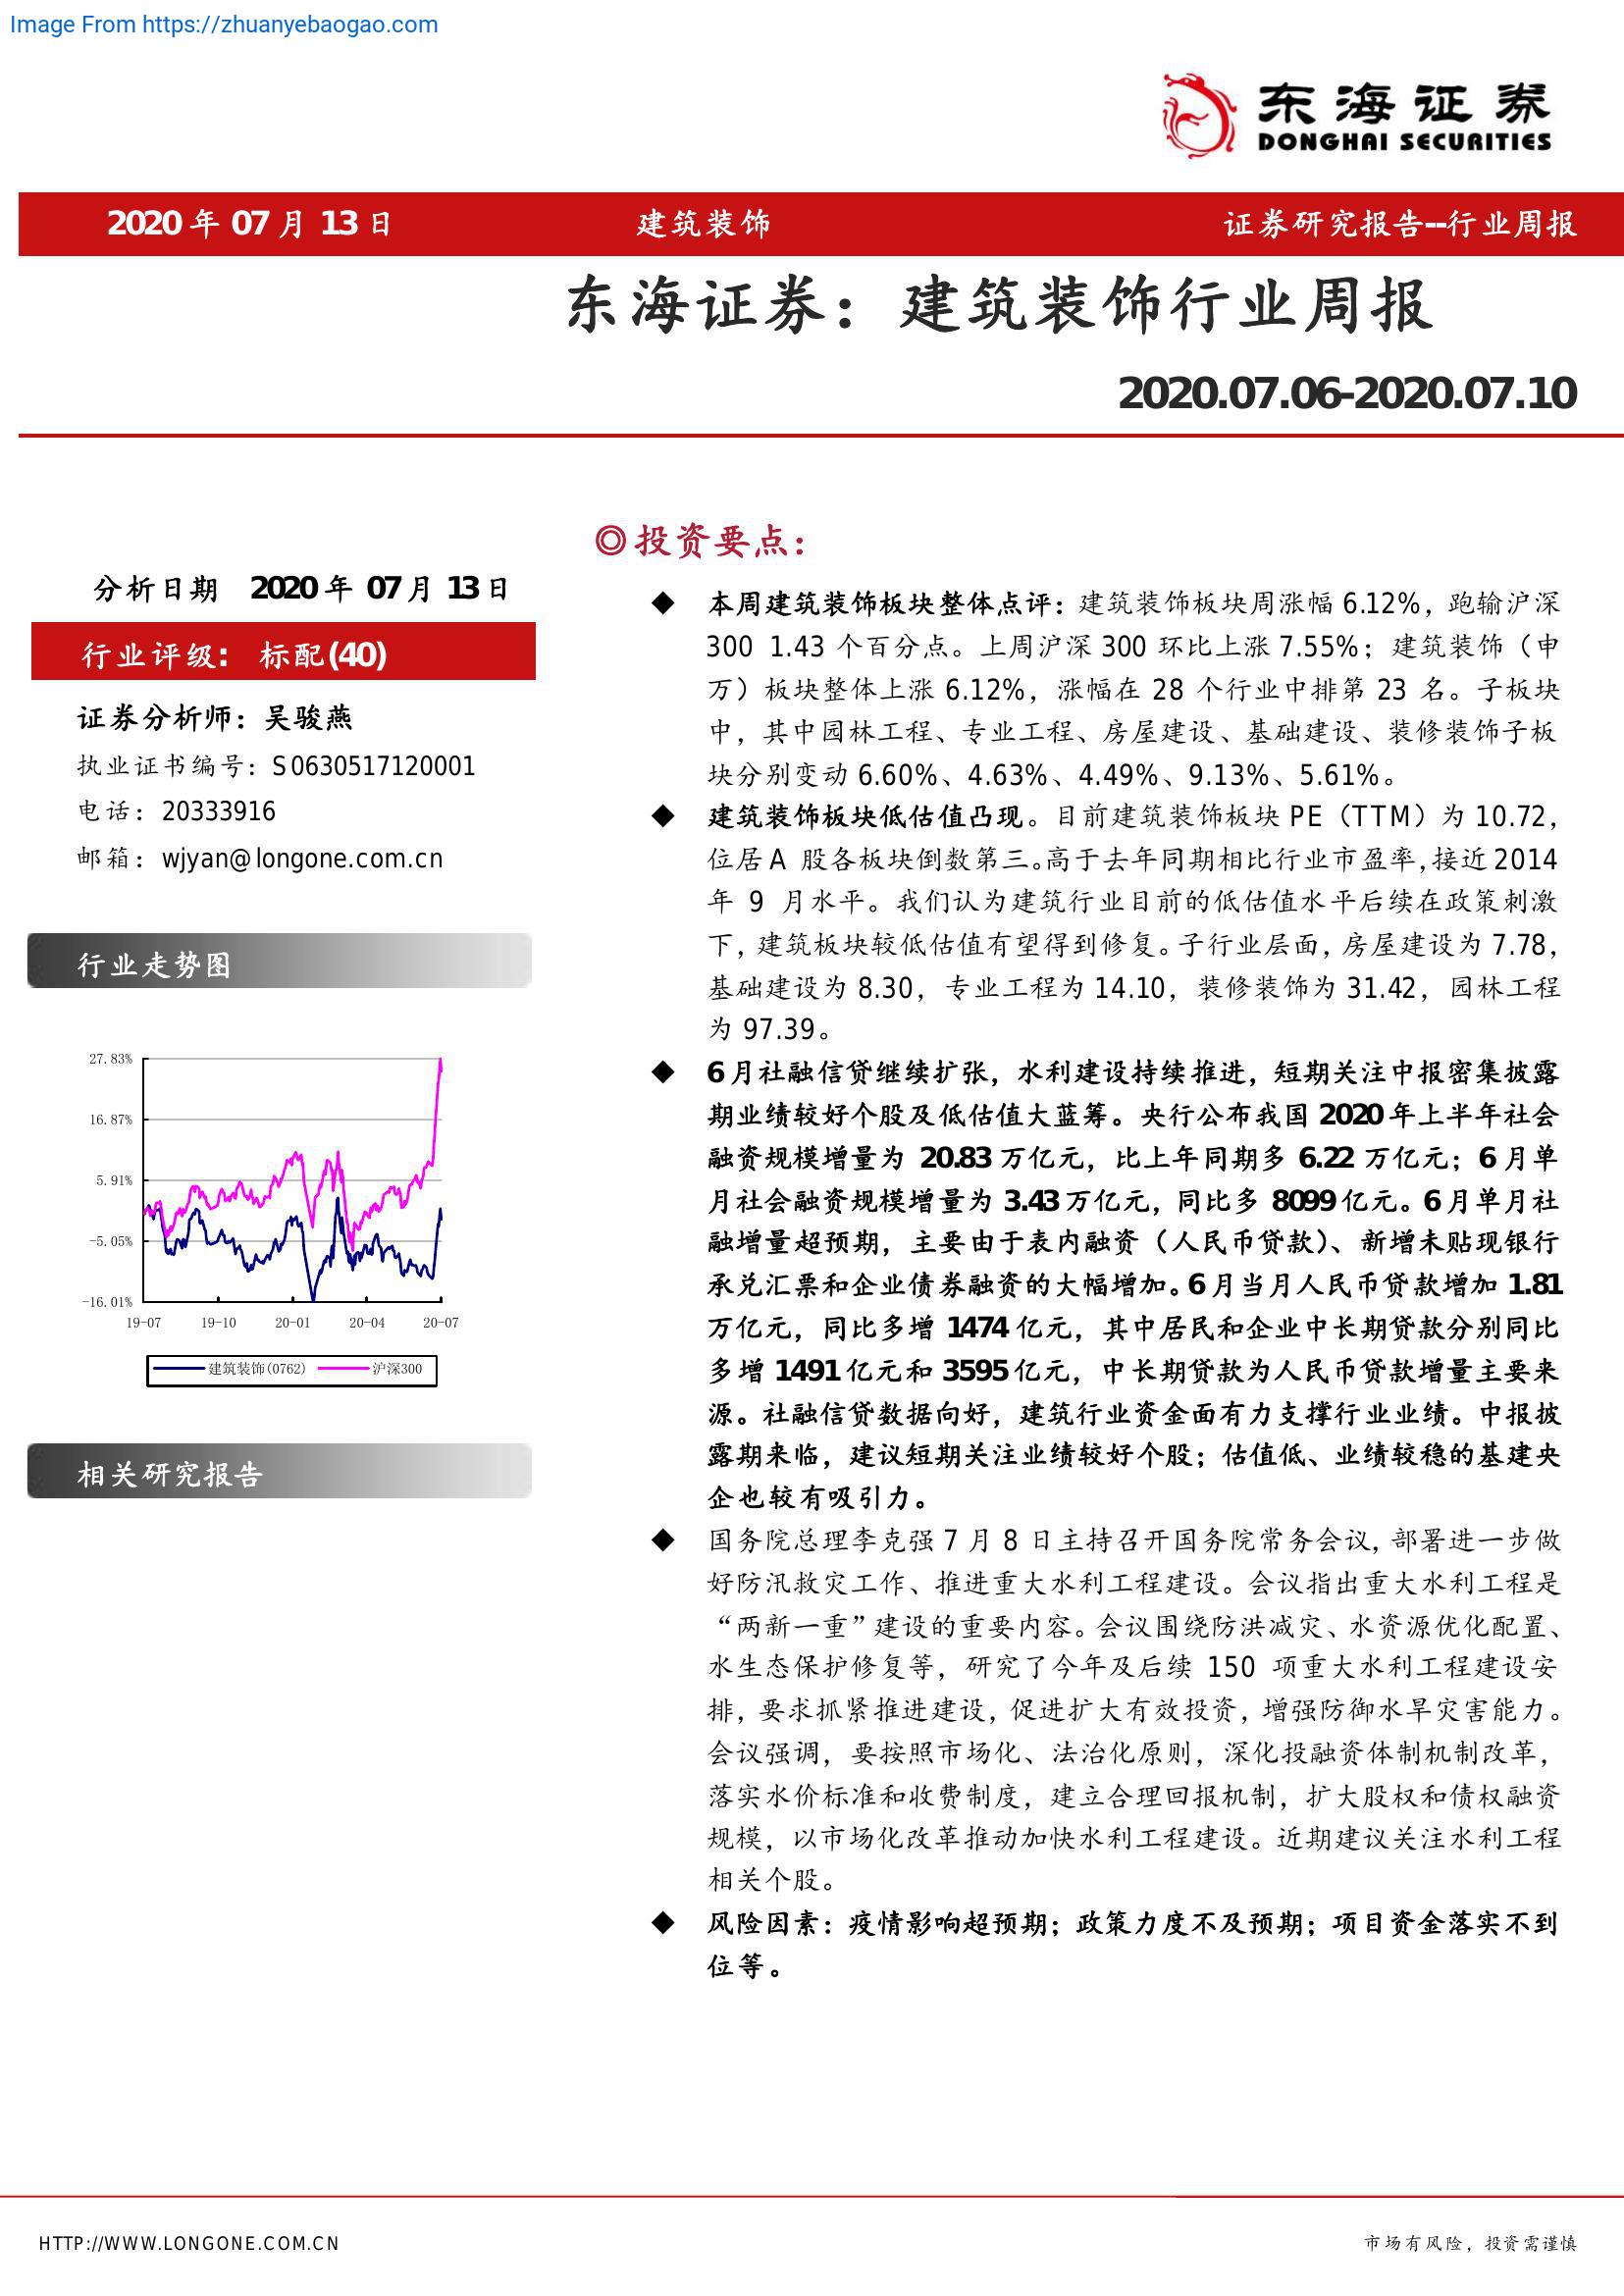 Image From https://zhuanyebaogao.com
东海证券
DONGHAI SECURITIES
2020 年 07 月 13 日 建筑装饰 证券研究报告--行业周报
东海证券：建筑装饰行业周报
2020.07.06-2020.07.10
分析日期 2020 年 07 月 13 日
行业评级： 标配(40)
证券分析师：吴骏燕
执业证书编号：S0630517120001
电话：20333916
邮箱：wjyan@longone.com.cn
行业走势图
27.83%
16.87%
5.91%
-5.05%
-16.01%
19-07 19-10 20-01 20-04 20-07
建筑装饰(0762) 沪深300
相关研究报告
◎投资要点：
◆ 本周建筑装饰板块整体点评：建筑装饰板块周涨幅 6.12%，跑输沪深
300 1.43 个百分点。上周沪深 300 环比上涨 7.55%；建筑装饰（申
万）板块整体上涨 6.12%，涨幅在 28 个行业中排第 23 名。子板块
中，其中园林工程、专业工程、房屋建设、基础建设、装修装饰子板
块分别变动 6.60%、4.63%、4.49%、9.13%、5.61%。
◆ 建筑装饰板块低估值凸现。目前建筑装饰板块 PE（TTM）为 10.72，
位居 A 股各板块倒数第三。高于去年同期相比行业市盈率，接近 2014
年 9 月水平。我们认为建筑行业目前的低估值水平后续在政策刺激
下，建筑板块较低估值有望得到修复。子行业层面，房屋建设为 7.78，
基础建设为 8.30，专业工程为 14.10，装修装饰为 31.42，园林工程
为 97.39。
◆ 6 月社融信贷继续扩张，水利建设持续推进，短期关注中报密集披露
期业绩较好个股及低估值大蓝筹。央行公布我国 2020 年上半年社会
融资规模增量为 20.83 万亿元，比上年同期多 6.22 万亿元；6 月单
月社会融资规模增量为 3.43 万亿元，同比多 8099 亿元。6 月单月社
融增量超预期，主要由于表内融资（人民币贷款）、新增未贴现银行
承兑汇票和企业债券融资的大幅增加。6 月当月人民币贷款增加 1.81
万亿元，同比多增 1474 亿元，其中居民和企业中长期贷款分别同比
多增 1491 亿元和 3595 亿元，中长期贷款为人民币贷款增量主要来
源。社融信贷数据向好，建筑行业资金面有力支撑行业业绩。中报披
露期来临，建议短期关注业绩较好个股；估值低、业绩较稳的基建央
企也较有吸引力。
◆ 国务院总理李克强 7 月 8 日主持召开国务院常务会议，部署进一步做
好防汛救灾工作、推进重大水利工程建设。会议指出重大水利工程是
“两新一重”建设的重要内容。会议围绕防洪减灾、水资源优化配置、
水生态保护修复等，研究了今年及后续 150 项重大水利工程建设安
排，要求抓紧推进建设，促进扩大有效投资，增强防御水旱灾害能力。
会议强调，要按照市场化、法治化原则，深化投融资体制机制改革，
落实水价标准和收费制度，建立合理回报机制，扩大股权和债权融资
规模，以市场化改革推动加快水利工程建设。近期建议关注水利工程
相关个股。
◆ 风险因素：疫情影响超预期；政策力度不及预期；项目资金落实不到
位等。
HTTP://WWW.LONGONE.COM.CN 市场有风险，投资需谨慎